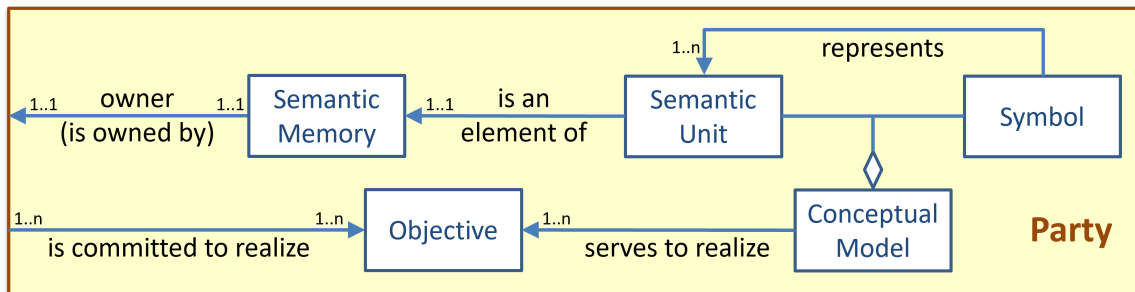 1..n
represents
1..1
owner
(is owned by)
1..1
Semantic
Memory
1..1
is an
element of
Semantic
Unit
Symbol
1..n
is committed to realize
1..n
Objective
1..n
serves to realize
Conceptual
Model
Party